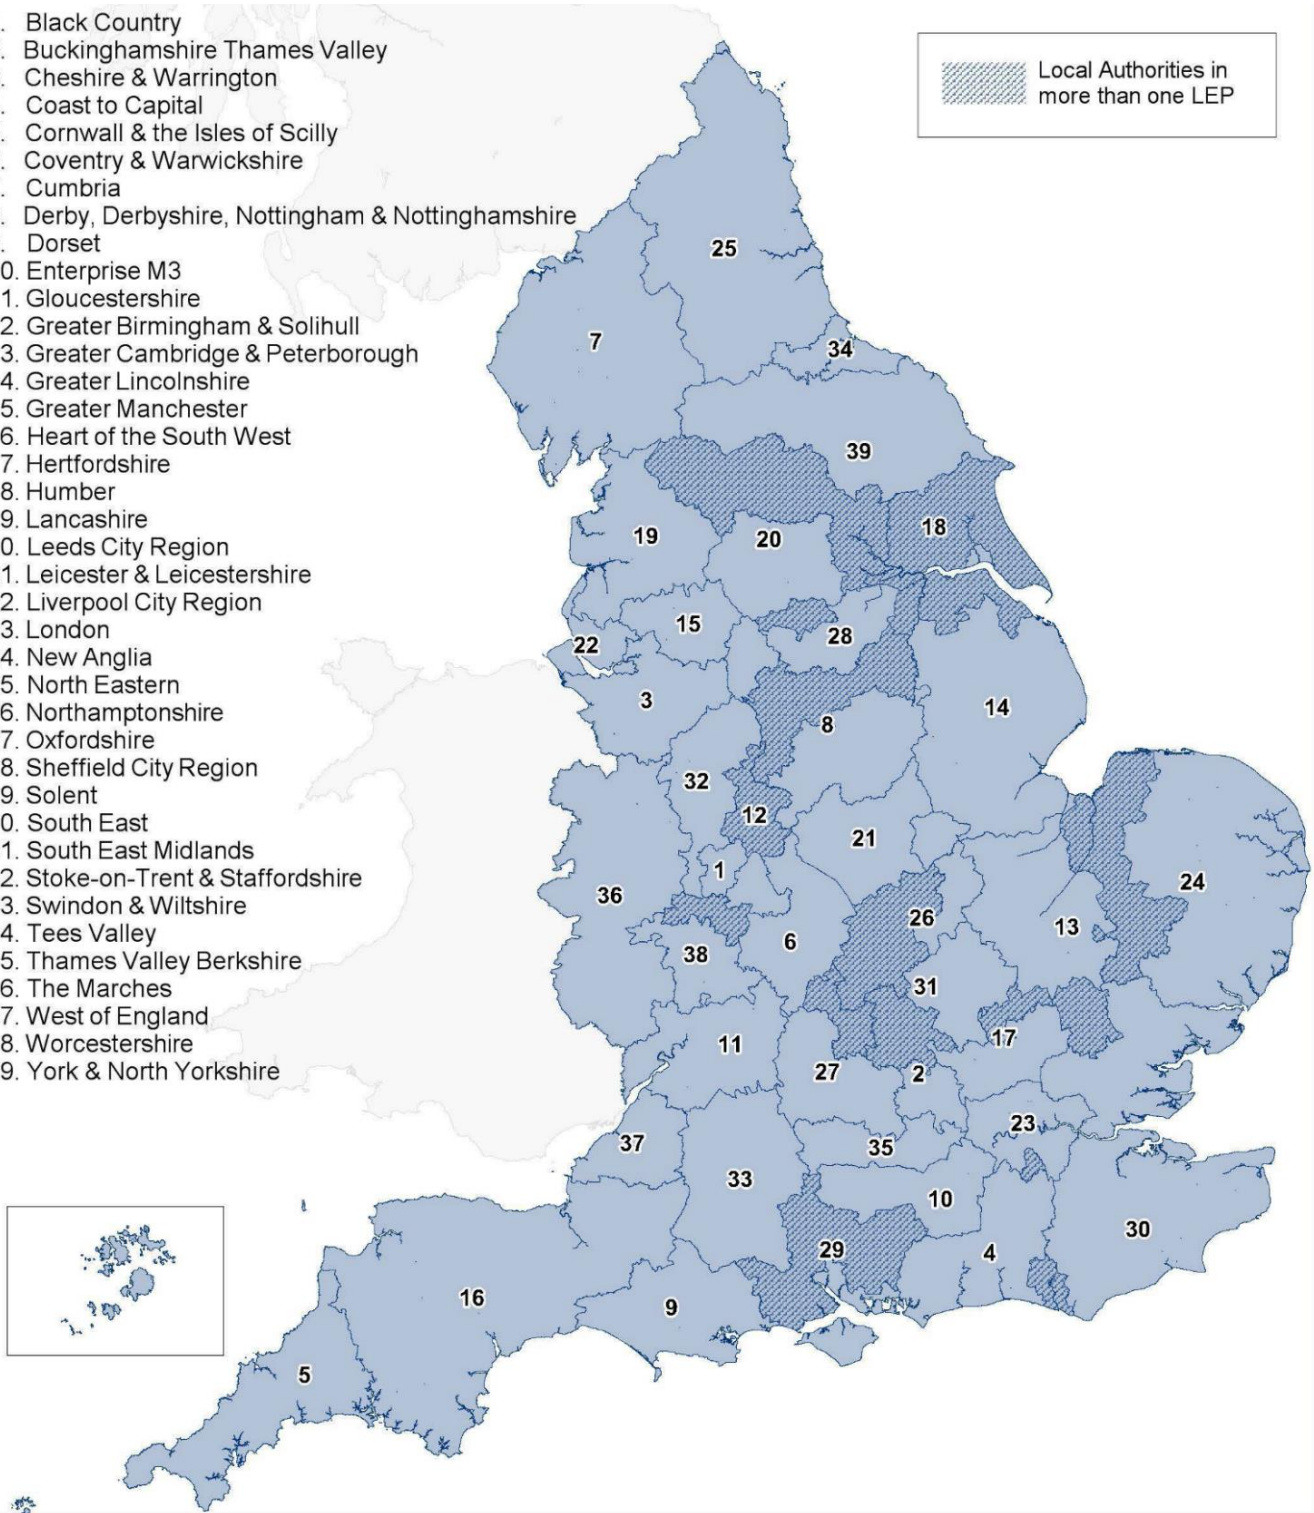 . Black Country
. Buckinghamshire Thames Valley
. Cheshire & Warrington
. Coast to Capital
. Cornwall & the Isles of Scilly
. Coventry & Warwickshire
. Cumbria
. Derby, Derbyshire, Nottingham & Nottinghamshire
. Dorset
0. Enterprise M3
1. Gloucestershire
2. Greater Birmingham & Solihull
3. Greater Cambridge & Peterborough
4. Greater Lincolnshire
5. Greater Manchester
6. Heart of the South West
7. Hertfordshire
8. Humber
9. Lancashire
0. Leeds City Region
1. Leicester & Leicestershire
2. Liverpool City Region
3. London
4. New Anglia
5. North Eastern
6. Northamptonshire
7. Oxfordshire
8. Sheffield City Region
9. Solent
0. South East
1. South East Midlands
2. Stoke-on-Trent & Staffordshire
3. Swindon & Wiltshire
4. Tees Valley
5. Thames Valley Berkshire
6. The Marches
7. West of England
8. Worcestershire
9. York & North Yorkshire
Local Authorities in
more than one LEP
25
7
34
39
18
19
20
15
28
22
3
14
8
32
12
21
1
24
36
26
13
6
38
31
17
11
27
2
23
37
35
33
10
30
29
4
16
9
5